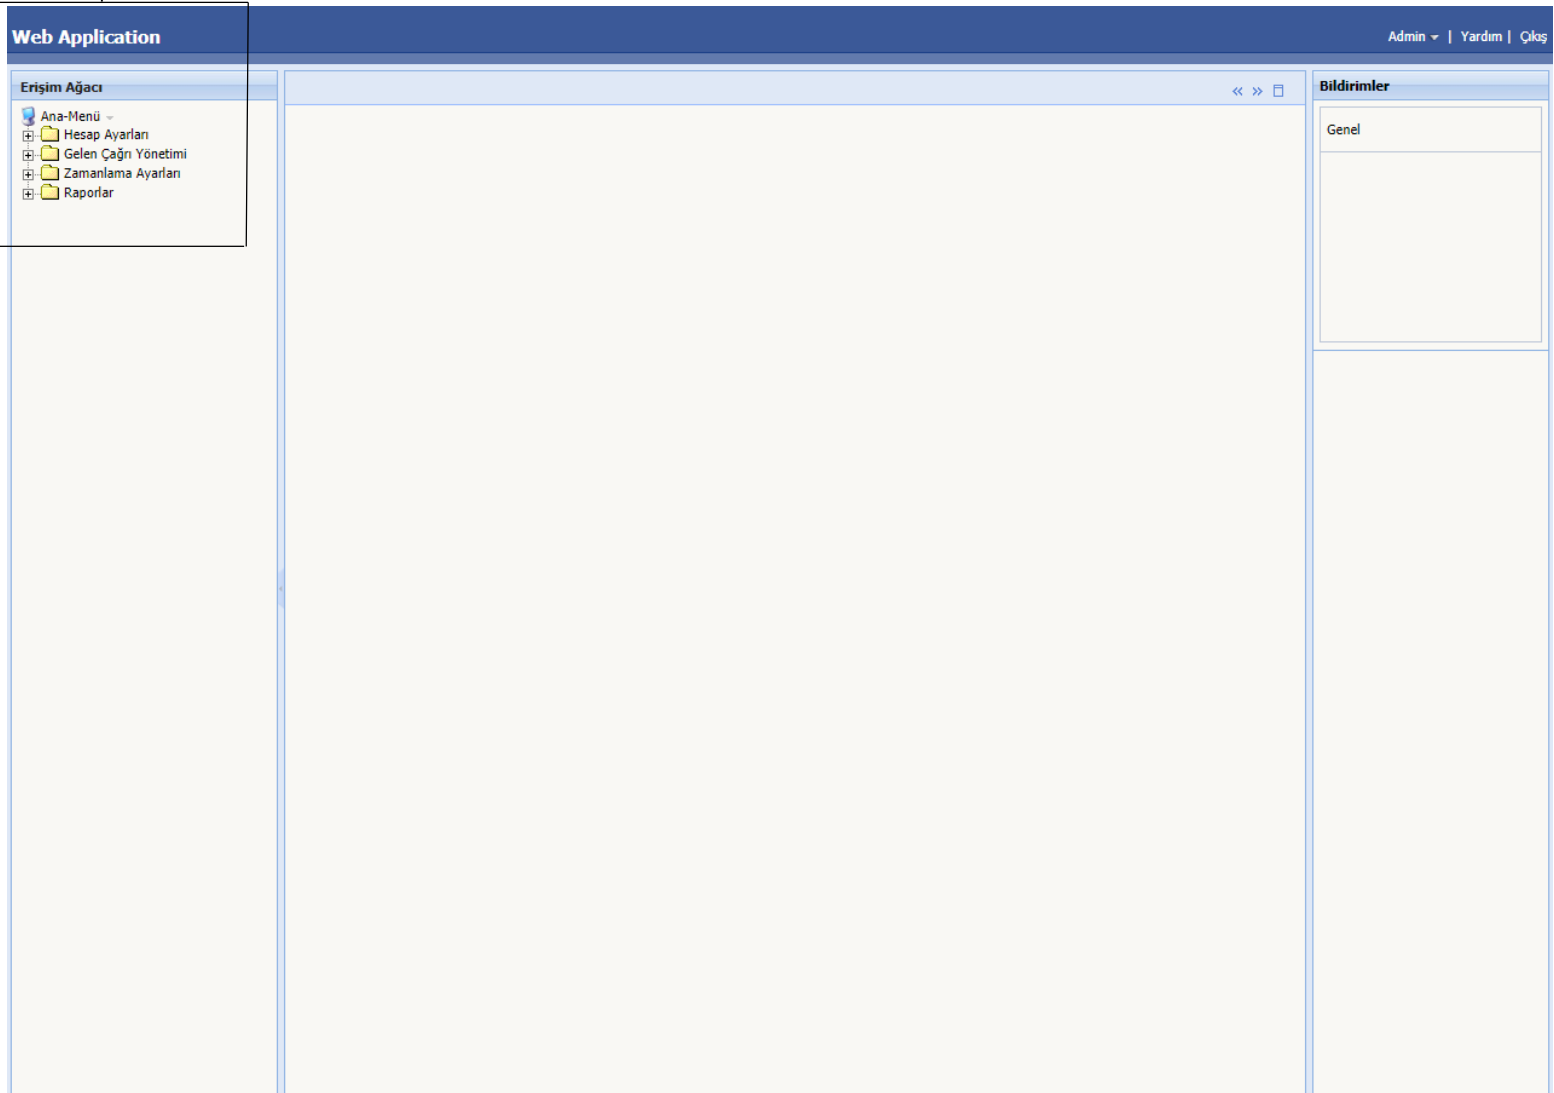 Web Application
Admin | Yardım | Çıkış
Erişim Ağacı
Ana-Menü
Hesap Ayarları
Gelen Çağrı Yönetimi
Zamanlama Ayarları
Raporlar
Bildirimler
Genel